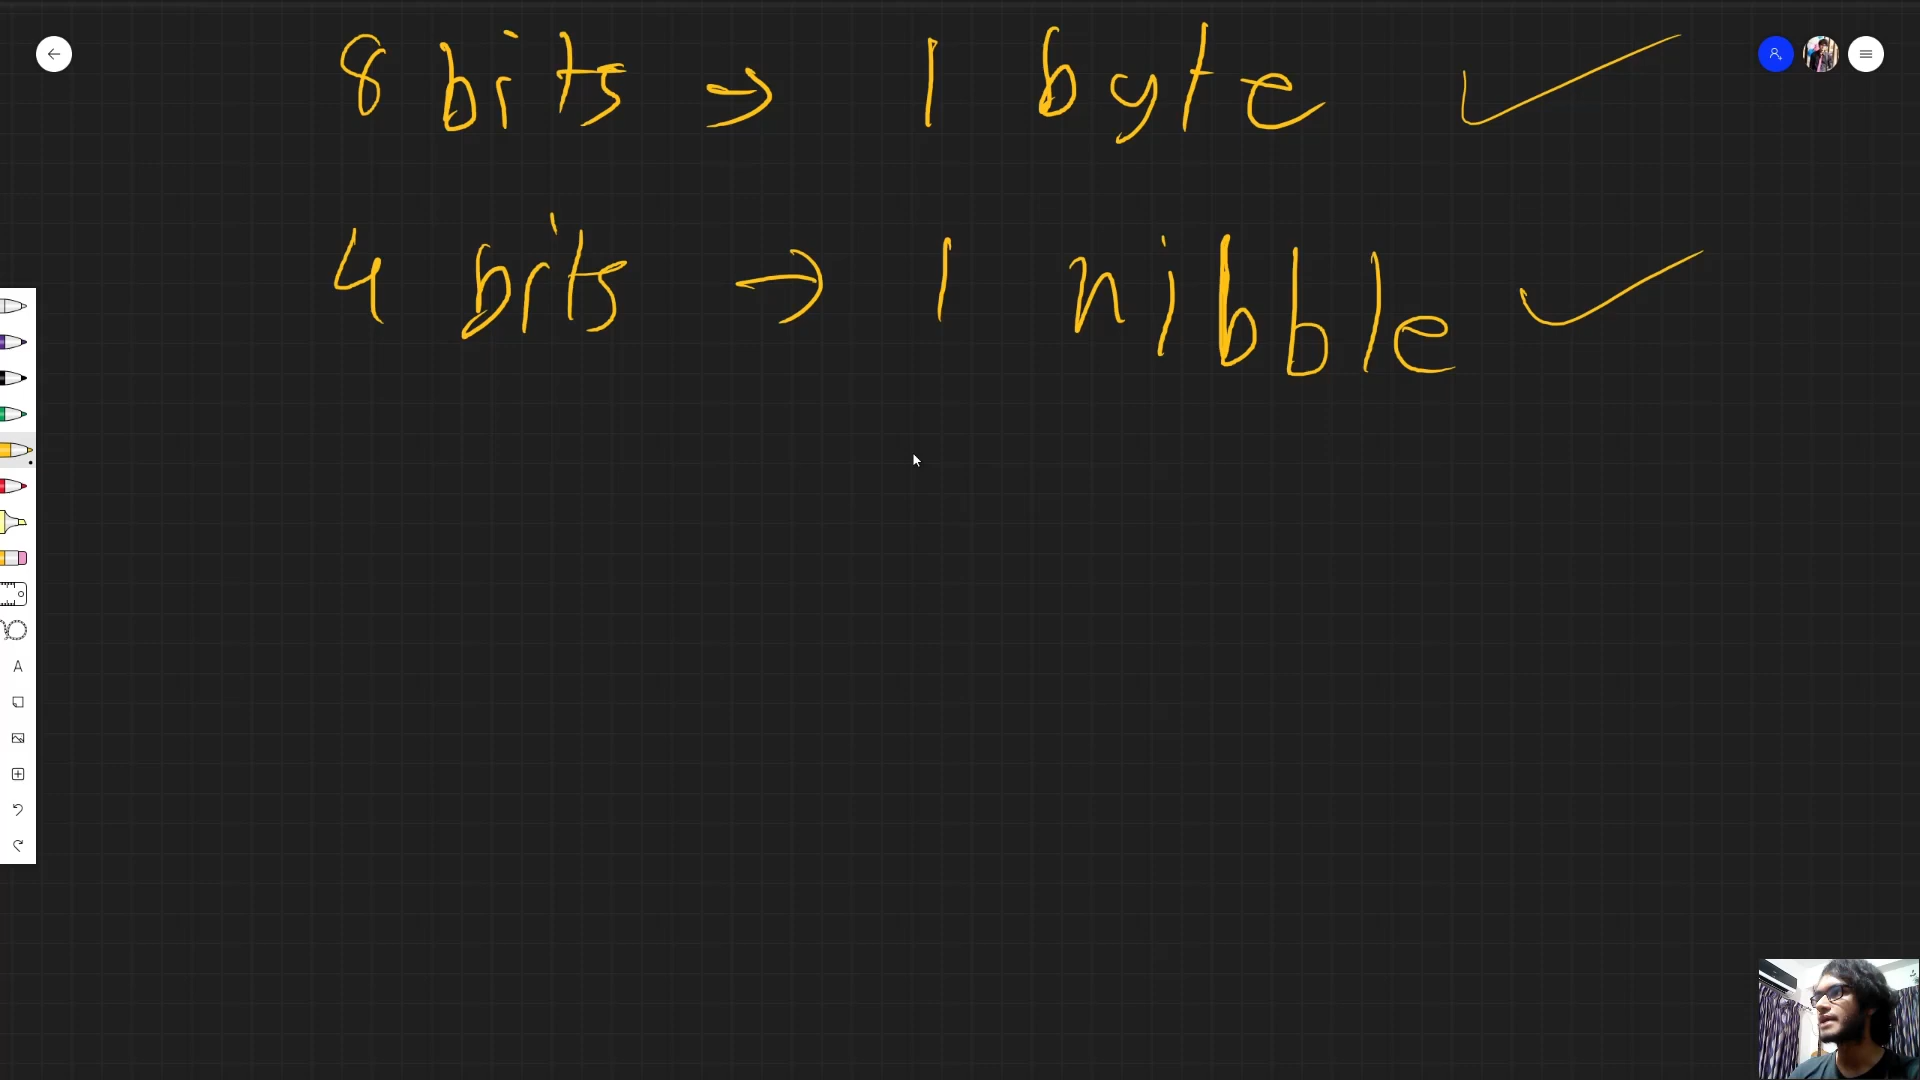 8 bits → 1 byte ✓
4 bits → 1 nibble ✓
A